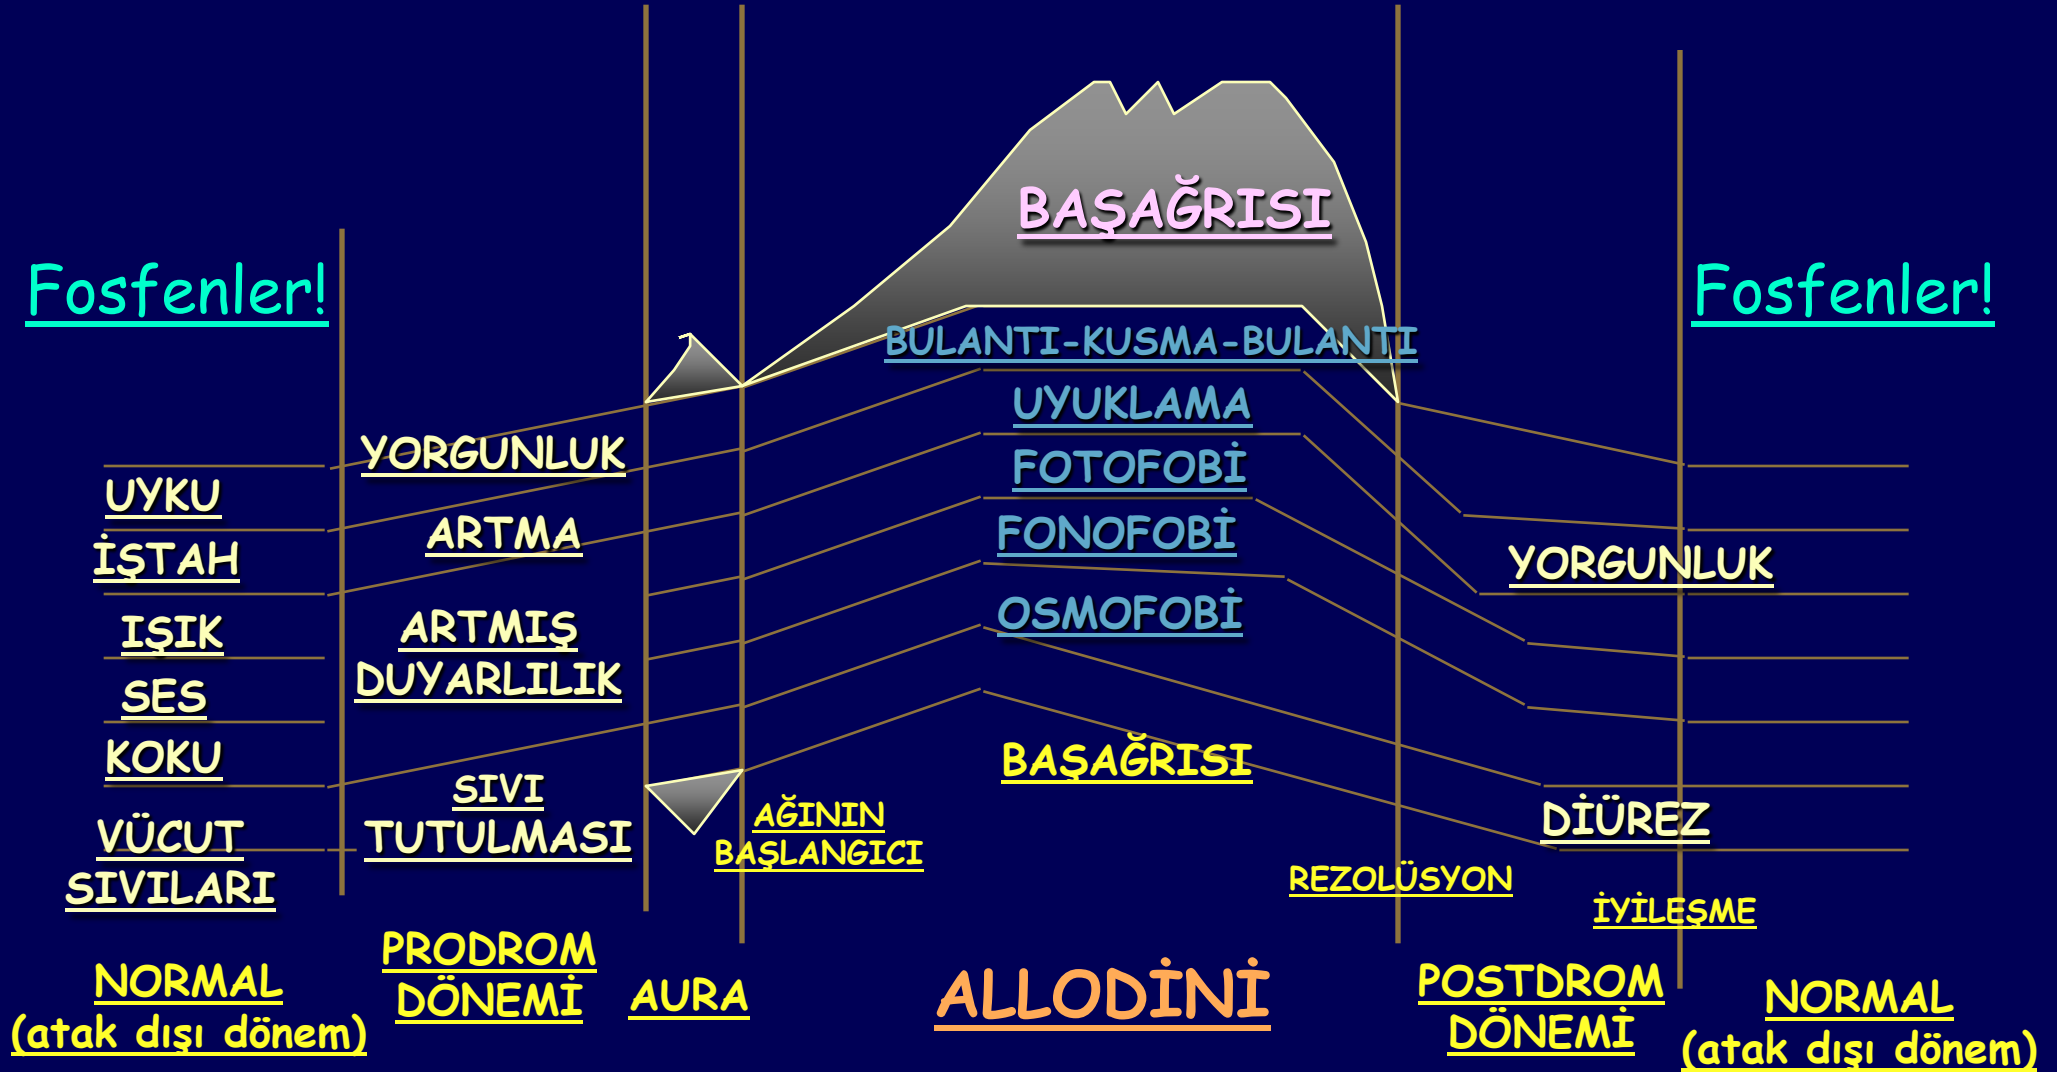 BAŞAĞRISI
Fosfenler!
Fosfenler!
BULANTI-KUSMA-BULANTI
UYUKLAMA
YORGUNLUK
FOTOFOBİ
UYKU
ARTMA
FONOFOBİ
İŞTAH
YORGUNLUK
OSMOFOBİ
IŞIK
ARTMIŞ
DUYARLILIK
SES
KOKU
BAŞAĞRISI
SIVI
TUTULMASI
VÜCUT
SIVILARI
AĞININ
BAŞLANGICI
DİÜREZ
REZOLÜSYON
İYİLEŞME
NORMAL
(atak dışı dönem)
PRODROM
DÖNEMİ
AURA
ALLODİNİ
POSTDROM
DÖNEMİ
NORMAL
(atak dışı dönem)